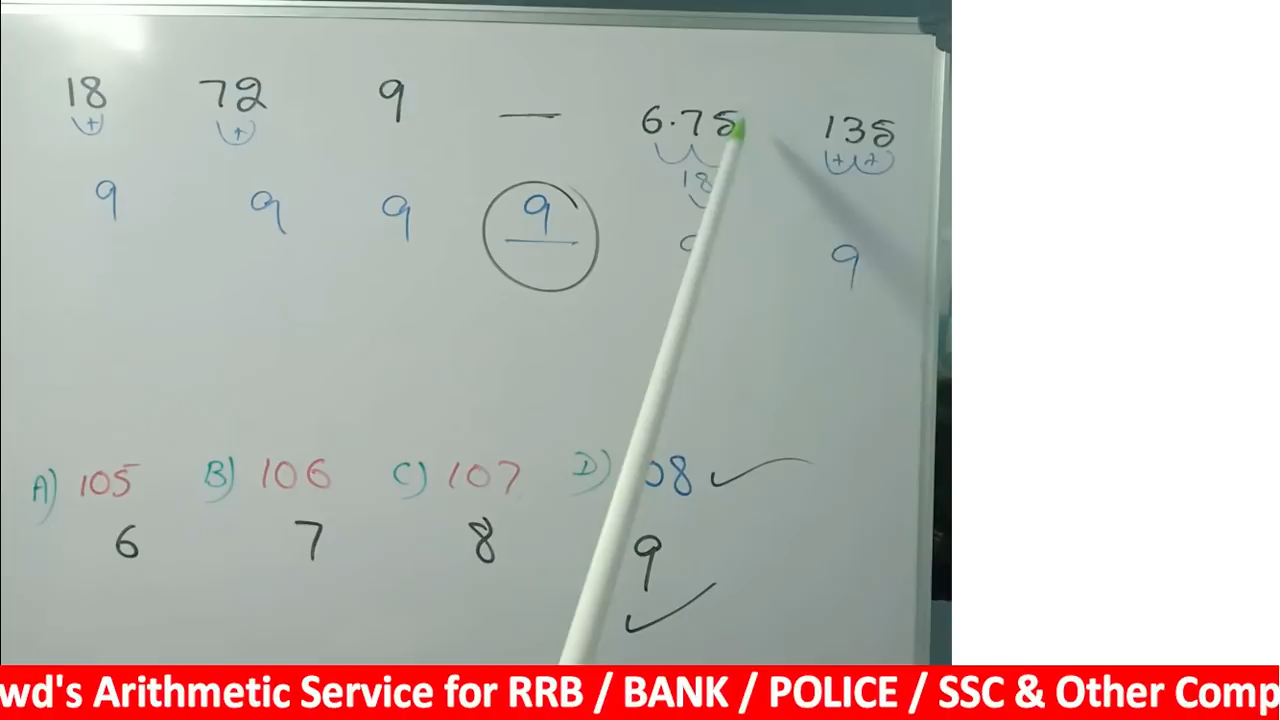 18 72 9 — 6.75 135
+ + + +
9 9 9 9 18 9
A) 105 B) 106 C) 107 D) 08
6 7 8 9
wd's Arithmetic Service for RRB / BANK / POLICE / SSC & Other Comp